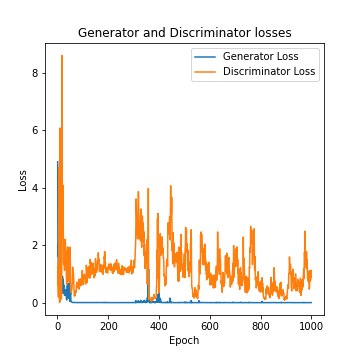 Generator and Discriminator losses
Generator Loss
Discriminator Loss
8
6
4
2
0
Loss
0 200 400 600 800 1000
Epoch